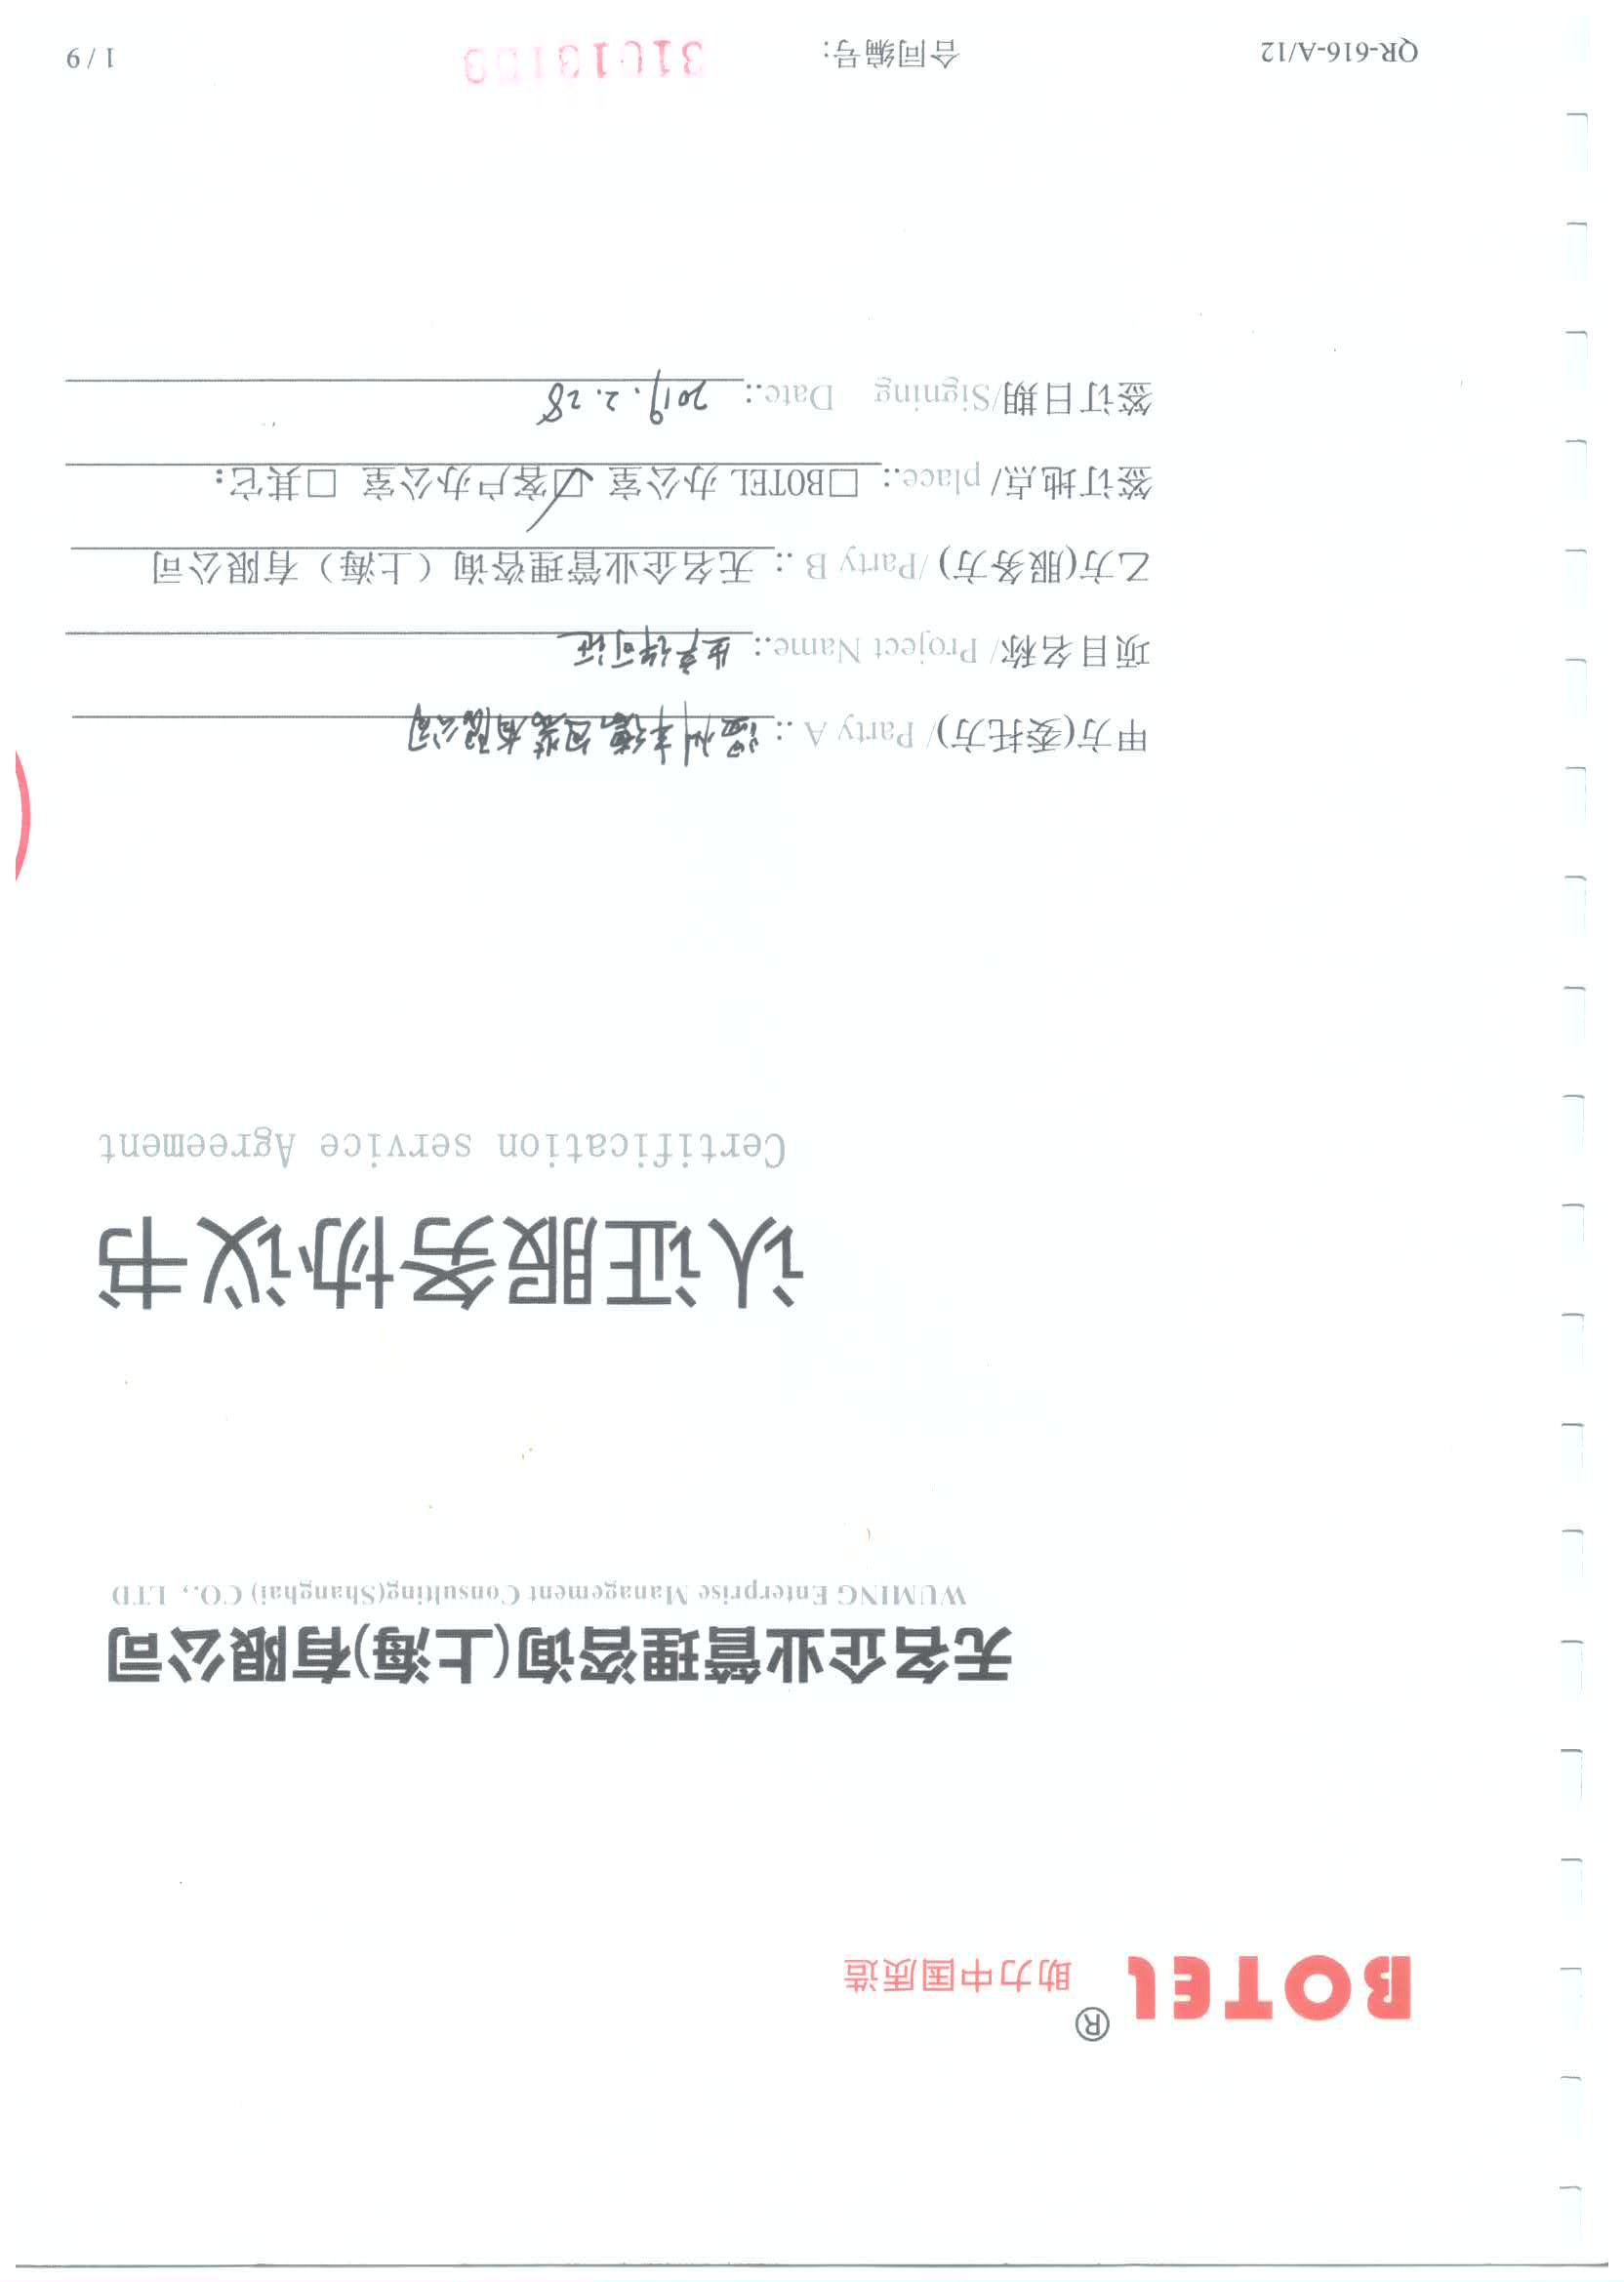 BOTEL® 助力中国质造
无名企业管理咨询(上海)有限公司
WUMING Enterprise Management Consulting(Shanghai) CO., LTD
认证服务协议书
Certification service Agreement
甲方(委托方)/ Party A .: 温州丰德包装有限公司
项目名称/ Project Name.: 生产许可证
乙方(服务方) /Party B .: 无名企业管理咨询（上海）有限公司
签订地点/ place.: □BOTEL 办公室 ☑客户办公室 □其它：
签订日期/Signing Date.: 2019.2.28
QR-616-A/12 合同编号: 1 / 9